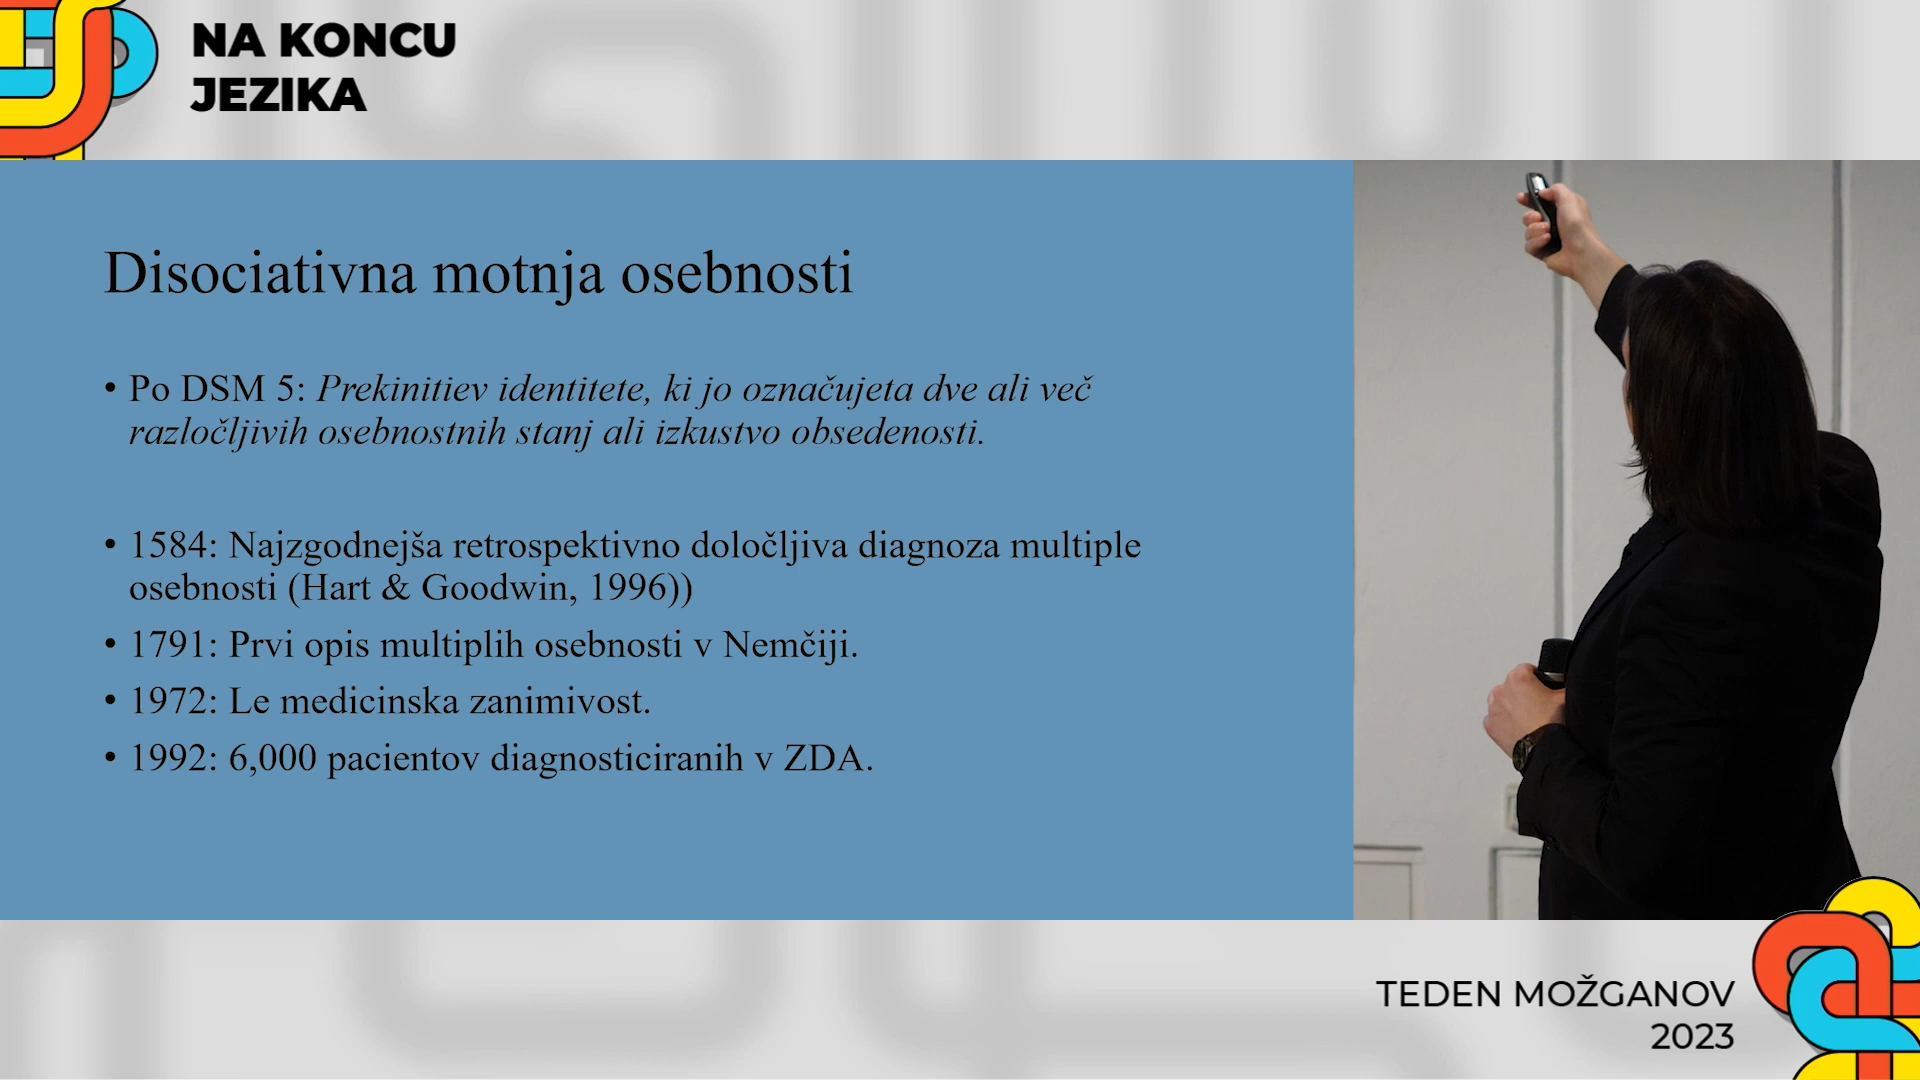 NA KONCU
JEZIKA
Disociativna motnja osebnosti
• Po DSM 5: Prekinitiev identitete, ki jo označujeta dve ali več
razločljivih osebnostnih stanj ali izkustvo obsedenosti.
• 1584: Najzgodnejša retrospektivno določljiva diagnoza multiple
osebnosti (Hart & Goodwin, 1996))
• 1791: Prvi opis multiplih osebnosti v Nemčiji.
• 1972: Le medicinska zanimivost.
• 1992: 6,000 pacientov diagnosticiranih v ZDA.
TEDEN MOŽGANOV
2023